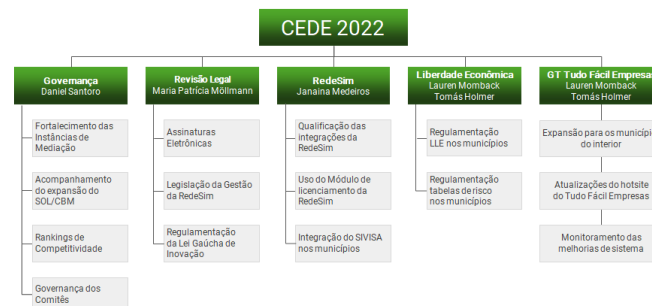 CEDE 2022
Governança
Daniel Santoro
Fortalecimento das
Instâncias de
Mediação
Acompanhamento
do expansão do
SOL/CBM
Rankings de
Competitividade
Governança dos
Comitês
Revisão Legal
Maria Patrícia Möllmann
Assinaturas
Eletrônicas
Legislação da Gestão
da RedeSim
Regulamentação
da Lei Gaúcha de
Inovação
RedeSim
Janaina Medeiros
Qualificação das
integrações da
RedeSim
Uso do Módulo de
licenciamento da
RedeSim
Integração do SIVISA
nos municípios
Liberdade Econômica
Lauren Momback
Tomás Holmer
Regulamentação
LLE nos municípios
Regulamentação
tabelas de risco
nos municípios
GT Tudo Fácil Empresas
Lauren Momback
Tomás Holmer
Expansão para os municípi
do interior
Atualizações do hotsite
do Tudo Fácil Empresas
Monitoramento das
melhorias de sistema